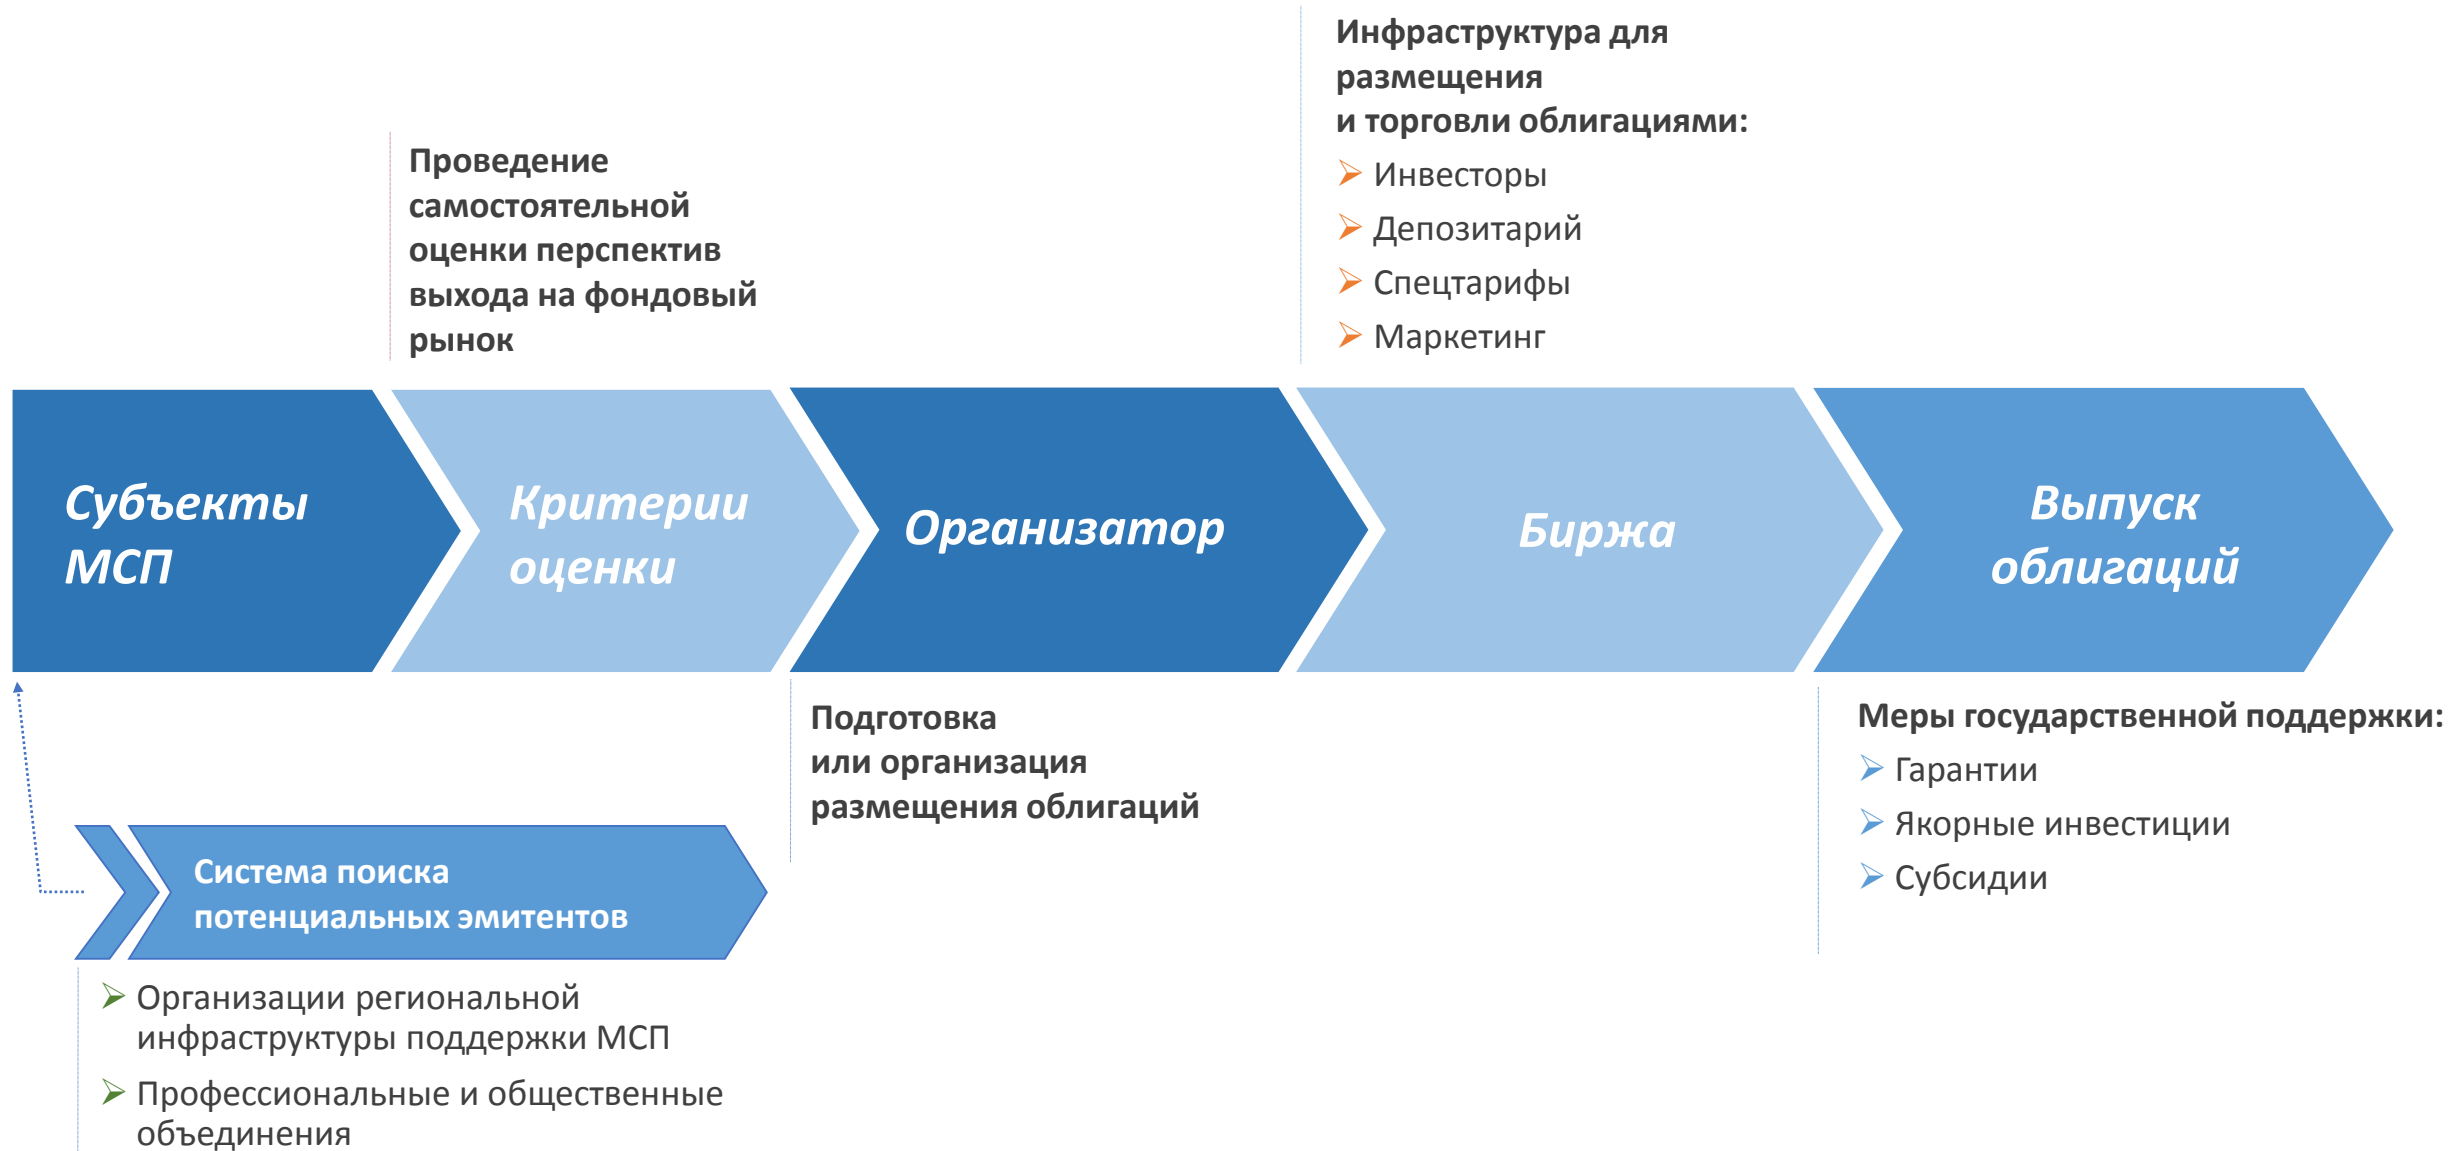 Инфраструктура для
размещения
и торговли облигациями:
Инвесторы
Депозитарий
Спецтарифы
Маркетинг
Проведение
самостоятельной
оценки перспектив
выхода на фондовый
рынок
Субъекты
МСП
Критерии
оценки
Организатор
Биржа
Выпуск
облигаций
Подготовка
или организация
размещения облигаций
Меры государственной поддержки:
Гарантии
Якорные инвестиции
Субсидии
Система поиска
потенциальных эмитентов
Организации региональной
инфраструктуры поддержки МСП
Профессиональные и общественные
объединения